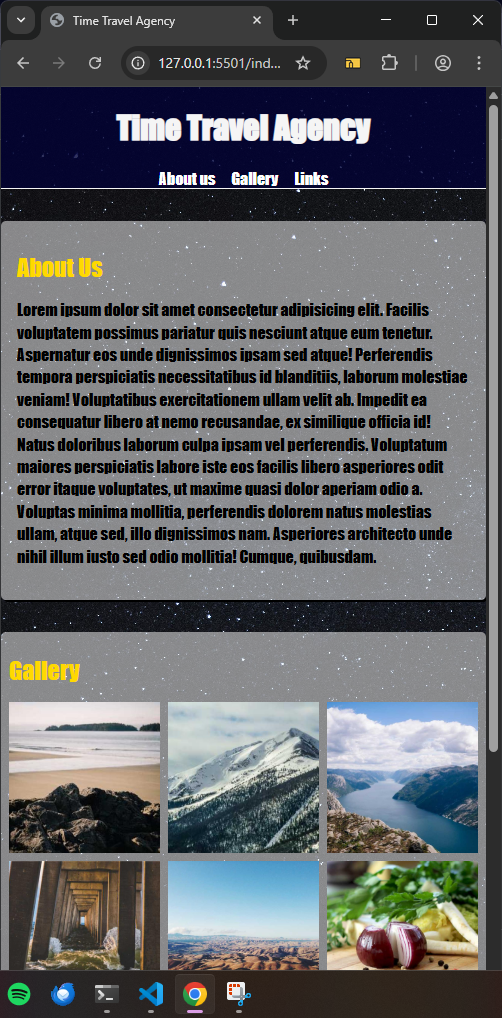 Time Travel Agency
127.0.0.1:5501/ind...
Time Travel Agency
About us Gallery Links
About Us
Lorem ipsum dolor sit amet consectetur adipisicing elit. Facilis
voluptatem possimus pariatur quis nesciunt atque eum tenetur.
Aspernatur eos unde dignissimos ipsam sed atque! Perferendis
tempora perspiciatis necessitatibus id blanditiis, laborum molestiae
veniam! Voluptatibus exercitationem ullam velit ab. Impedit ea
consequatur libero at nemo recusandae, ex similique officia id!
Natus doloribus laborum culpa ipsam vel perferendis. Voluptatum
maiores perspiciatis labore iste eos facilis libero asperiores odit
error itaque voluptates, ut maxime quasi dolor aperiam odio a.
Voluptas minima mollitia, perferendis dolorem natus molestias
ullam, atque sed, illo dignissimos nam. Asperiores architecto unde
nihil illum iusto sed odio mollitia! Cumque, quibusdam.
Gallery